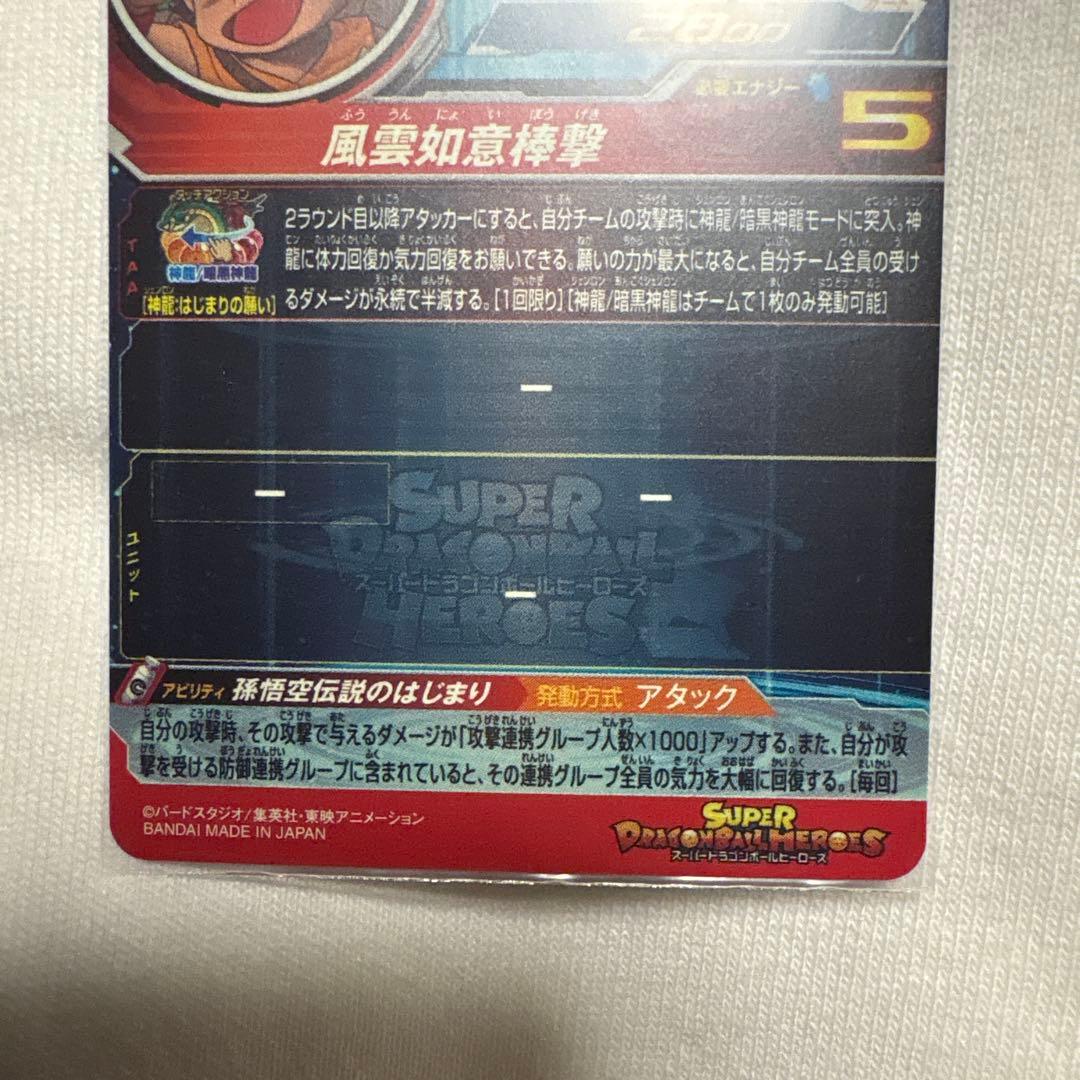 2800
必要エナジー
5
ふううんにょいぼうげき
風雲如意棒撃
タッチアクション
神龍/暗黒神龍
[神龍:はじまりの願い]
TAA
2ラウンド目以降アタッカーにすると、自分チームの攻撃時に神龍/暗黒神龍モードに突入。神
龍に体力回復か気力回復をお願いできる。願いの力が最大になると、自分チーム全員の受け
るダメージが永続で半減する。[1回限り][神龍/暗黒神龍はチームで1枚のみ発動可能]
ー
ユニット
ー
ー
ー
SUPER
DRAGONBALL
スーパードラゴンボールヒーローズ
HEROES
アビリティ 孫悟空伝説のはじまり 発動方式 アタック
自分の攻撃時、その攻撃で与えるダメージが「攻撃連携グループ人数×1000」アップする。また、自分が攻
撃を受ける防御連携グループに含まれていると、その連携グループ全員の気力を大幅に回復する。[毎回]
©バードスタジオ/集英社・東映アニメーション
BANDAI MADE IN JAPAN
SUPER
DRAGONBALL HEROES
スーパードラゴンボールヒーローズ